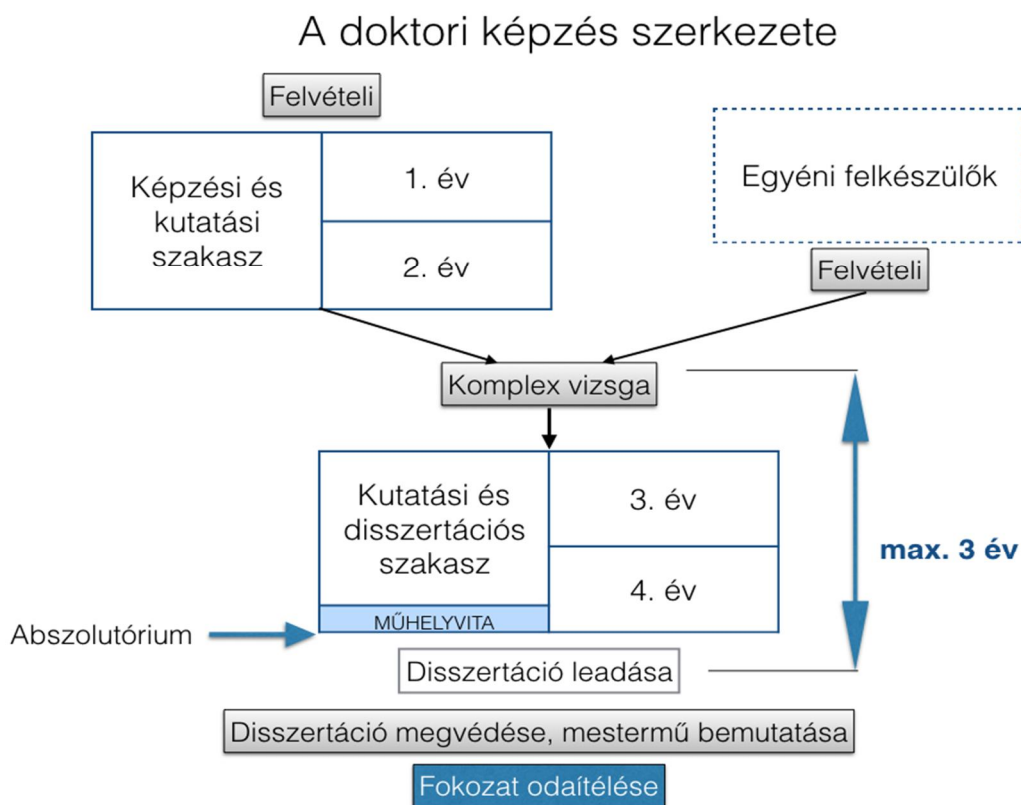 A doktori képzés szerkezete
Felvételi
Képzési és
kutatási
szakasz
1. év
2. év
Egyéni felkészülők
Felvételi
Komplex vizsga
Kutatási és
disszertációs
szakasz
3. év
4. év
max. 3 év
MŰHELYVITA
Abszolutórium
Disszertáció leadása
Disszertáció megvédése, mestermű bemutatása
Fokozat odaítélése